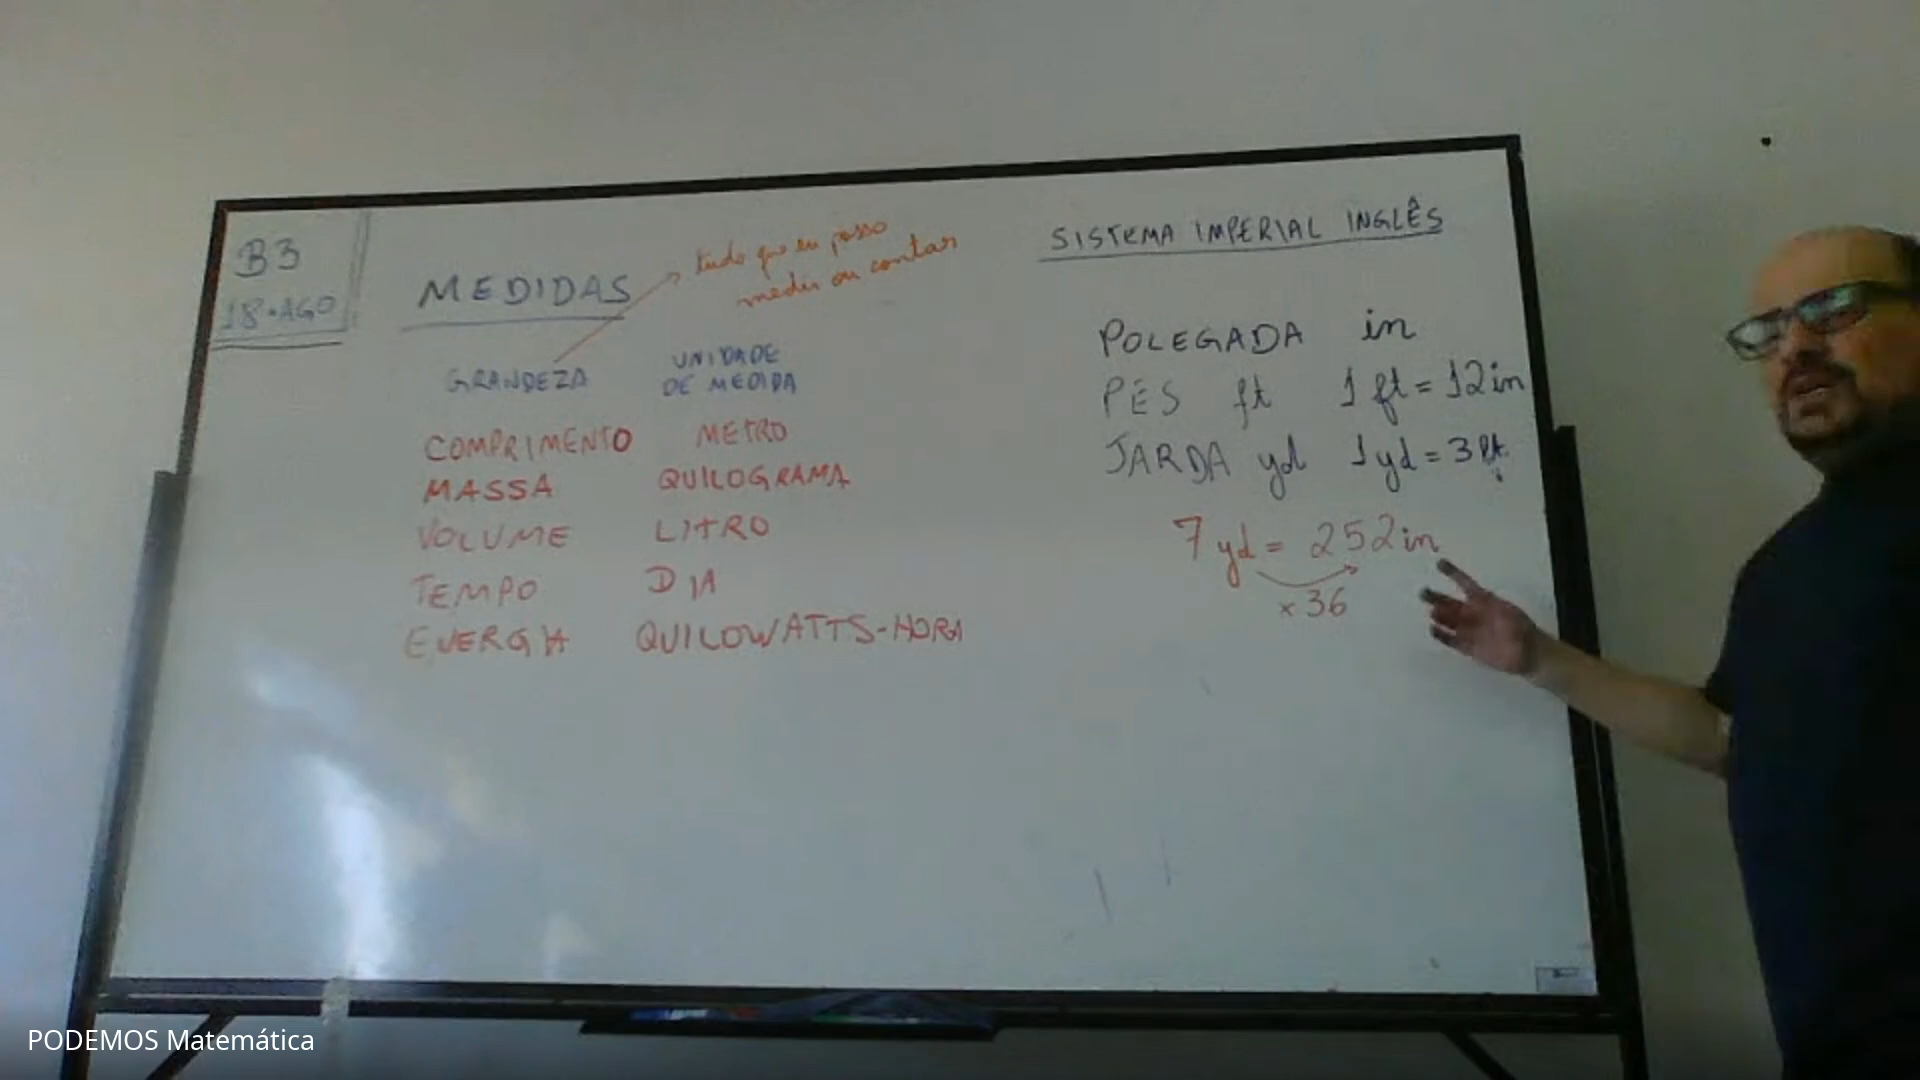 B3
18·AGO
MEDIDAS
tudo que eu posso
medir ou contar
GRANDEZA
UNIDADE
DE MEDIDA
COMPRIMENTO METRO
MASSA QUILOGRAMA
VOLUME LITRO
TEMPO DIA
ENERGIA QUILOWATTS-HORA
SISTEMA IMPERIAL INGLÊS
POLEGADA in
PÉS ft 1 ft = 12 in
JARDA yd 1 yd = 3 ft
7 yd = 252 in
× 36
PODEMOS Matemática